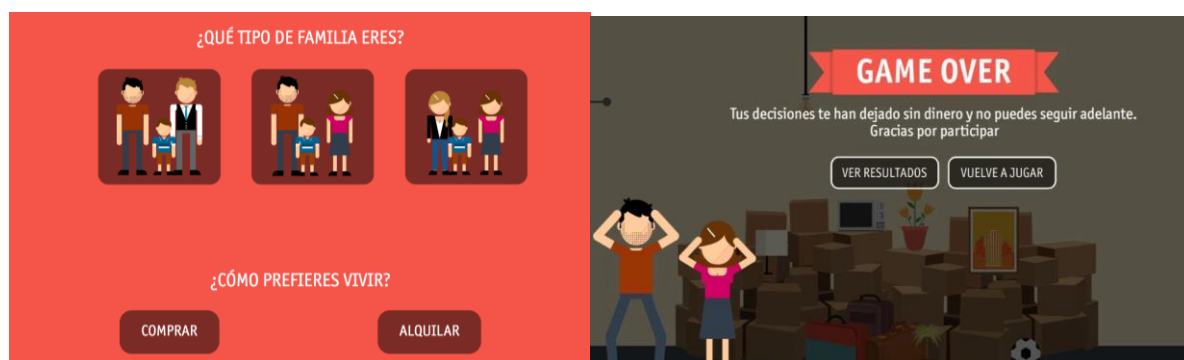 ¿QUÉ TIPO DE FAMILIA ERES?
¿CÓMO PREFIERES VIVIR?
COMPRAR
ALQUILAR
GAME OVER
Tus decisiones te han dejado sin dinero y no puedes seguir adelante.
Gracias por participar
VER RESULTADOS
VUELVE A JUGAR